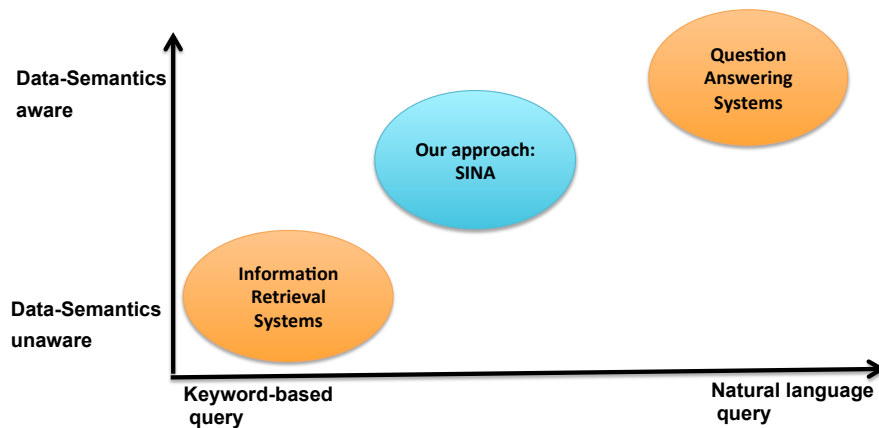 Question
Answering
Systems
Data-Semantics
aware
Our approach:
SINA
Information
Retrieval
Systems
Data-Semantics
unaware
Keyword-based
query
Natural language
query